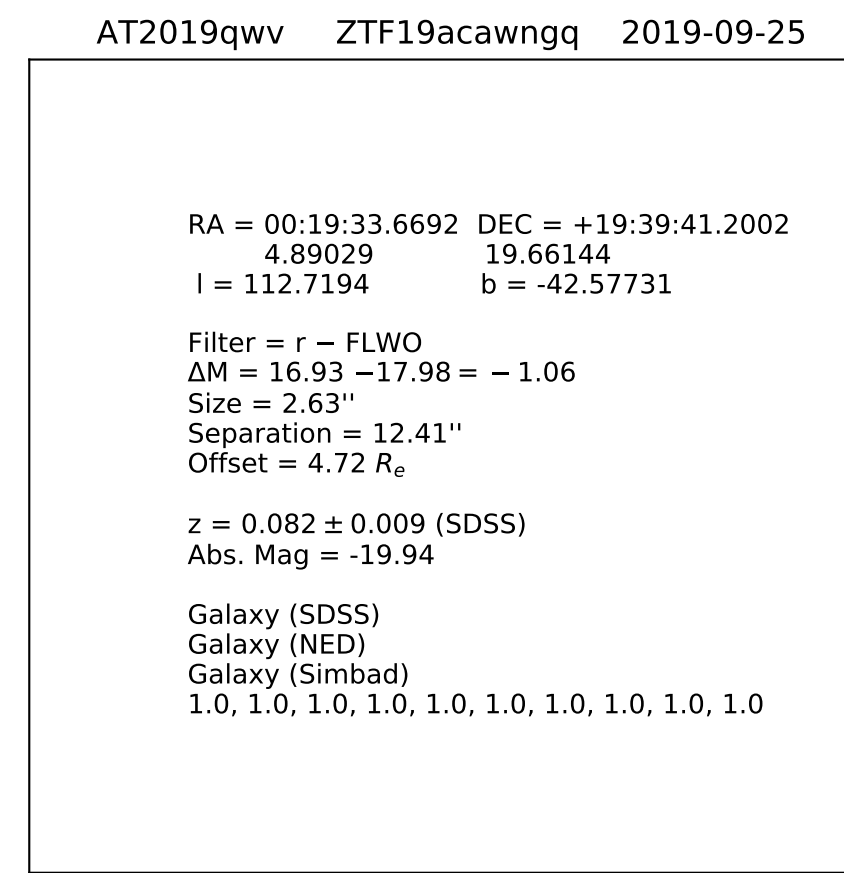 AT2019qwv ZTF19acawngq 2019-09-25
RA = 00:19:33.6692 DEC = +19:39:41.2002
4.89029 19.66144
l = 112.7194 b = -42.57731
Filter = r − FLWO
ΔM = 16.93 −17.98 = − 1.06
Size = 2.63''
Separation = 12.41''
Offset = 4.72 Rₑ
z = 0.082 ± 0.009 (SDSS)
Abs. Mag = -19.94
Galaxy (SDSS)
Galaxy (NED)
Galaxy (Simbad)
1.0, 1.0, 1.0, 1.0, 1.0, 1.0, 1.0, 1.0, 1.0, 1.0